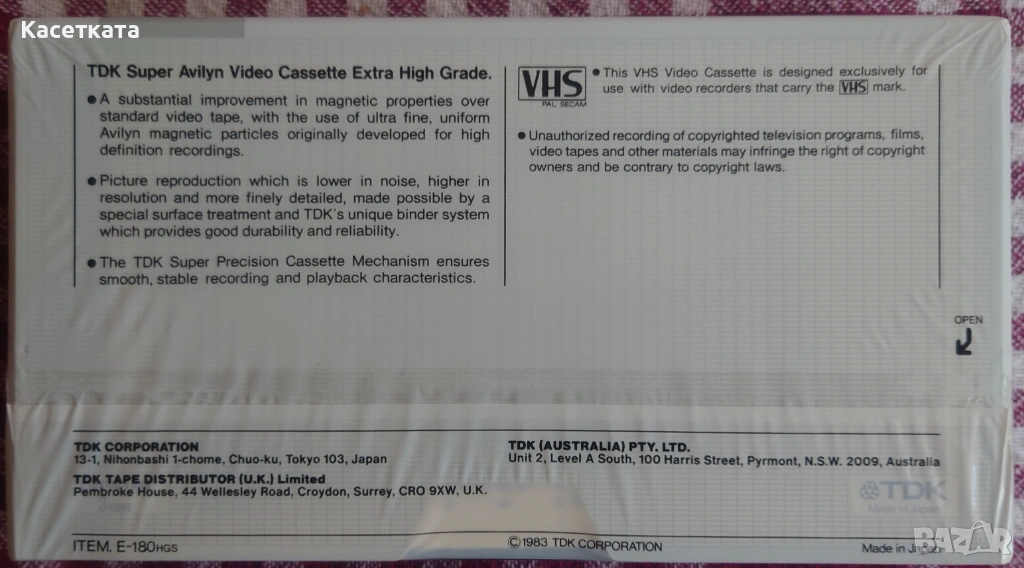 Касетката
TDK Super Avilyn Video Cassette Extra High Grade.
● A substantial improvement in magnetic properties over
standard video tape, with the use of ultra fine, uniform
Avilyn magnetic particles originally developed for high
definition recordings.
● Picture reproduction which is lower in noise, higher in
resolution and more finely detailed, made possible by a
special surface treatment and TDK's unique binder system
which provides good durability and reliability.
● The TDK Super Precision Cassette Mechanism ensures
smooth, stable recording and playback characteristics.
VHS
PAL SECAM
● This VHS Video Cassette is designed exclusively for
use with video recorders that carry the VHS mark.
● Unauthorized recording of copyrighted television programs, films,
video tapes and other materials may infringe the right of copyright
owners and be contrary to copyright laws.
OPEN
TDK CORPORATION
13-1, Nihonbashi 1-chome, Chuo-ku, Tokyo 103, Japan
TDK TAPE DISTRIBUTOR (U.K.) Limited
Pembroke House, 44 Wellesley Road, Croydon, Surrey, CRO 9XW, U.K.
TDK (AUSTRALIA) PTY. LTD.
Unit 2, Level A South, 100 Harris Street, Pyrmont, N.S.W. 2009, Australia
TDK
Made in Japan
ITEM. E-180HGS
©1983 TDK CORPORATION
Made in Japan
BAZAR